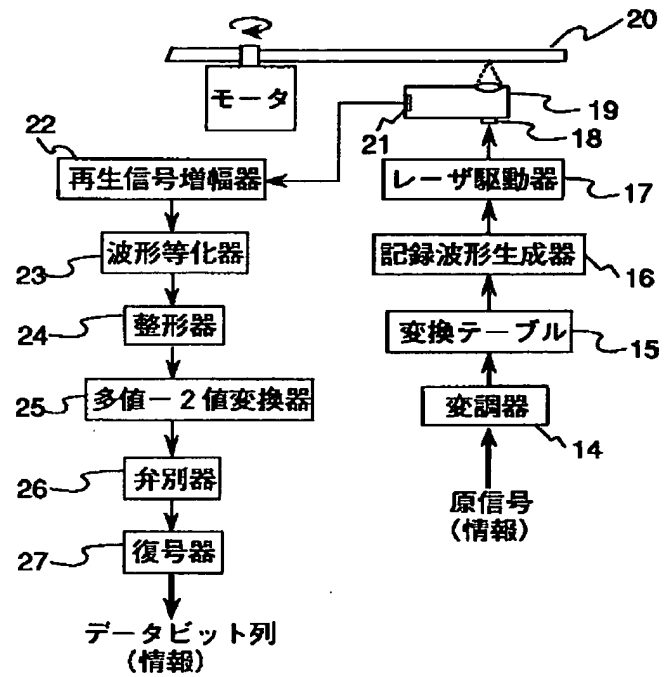 20
モータ
19
21
18
22
再生信号増幅器
レーザ駆動器
17
波形等化器
23
記録波形生成器
16
整形器
24
変換テーブル
15
多値－２値変換器
25
変調器
14
弁別器
26
原信号
(情報)
復号器
27
データビット列
(情報)